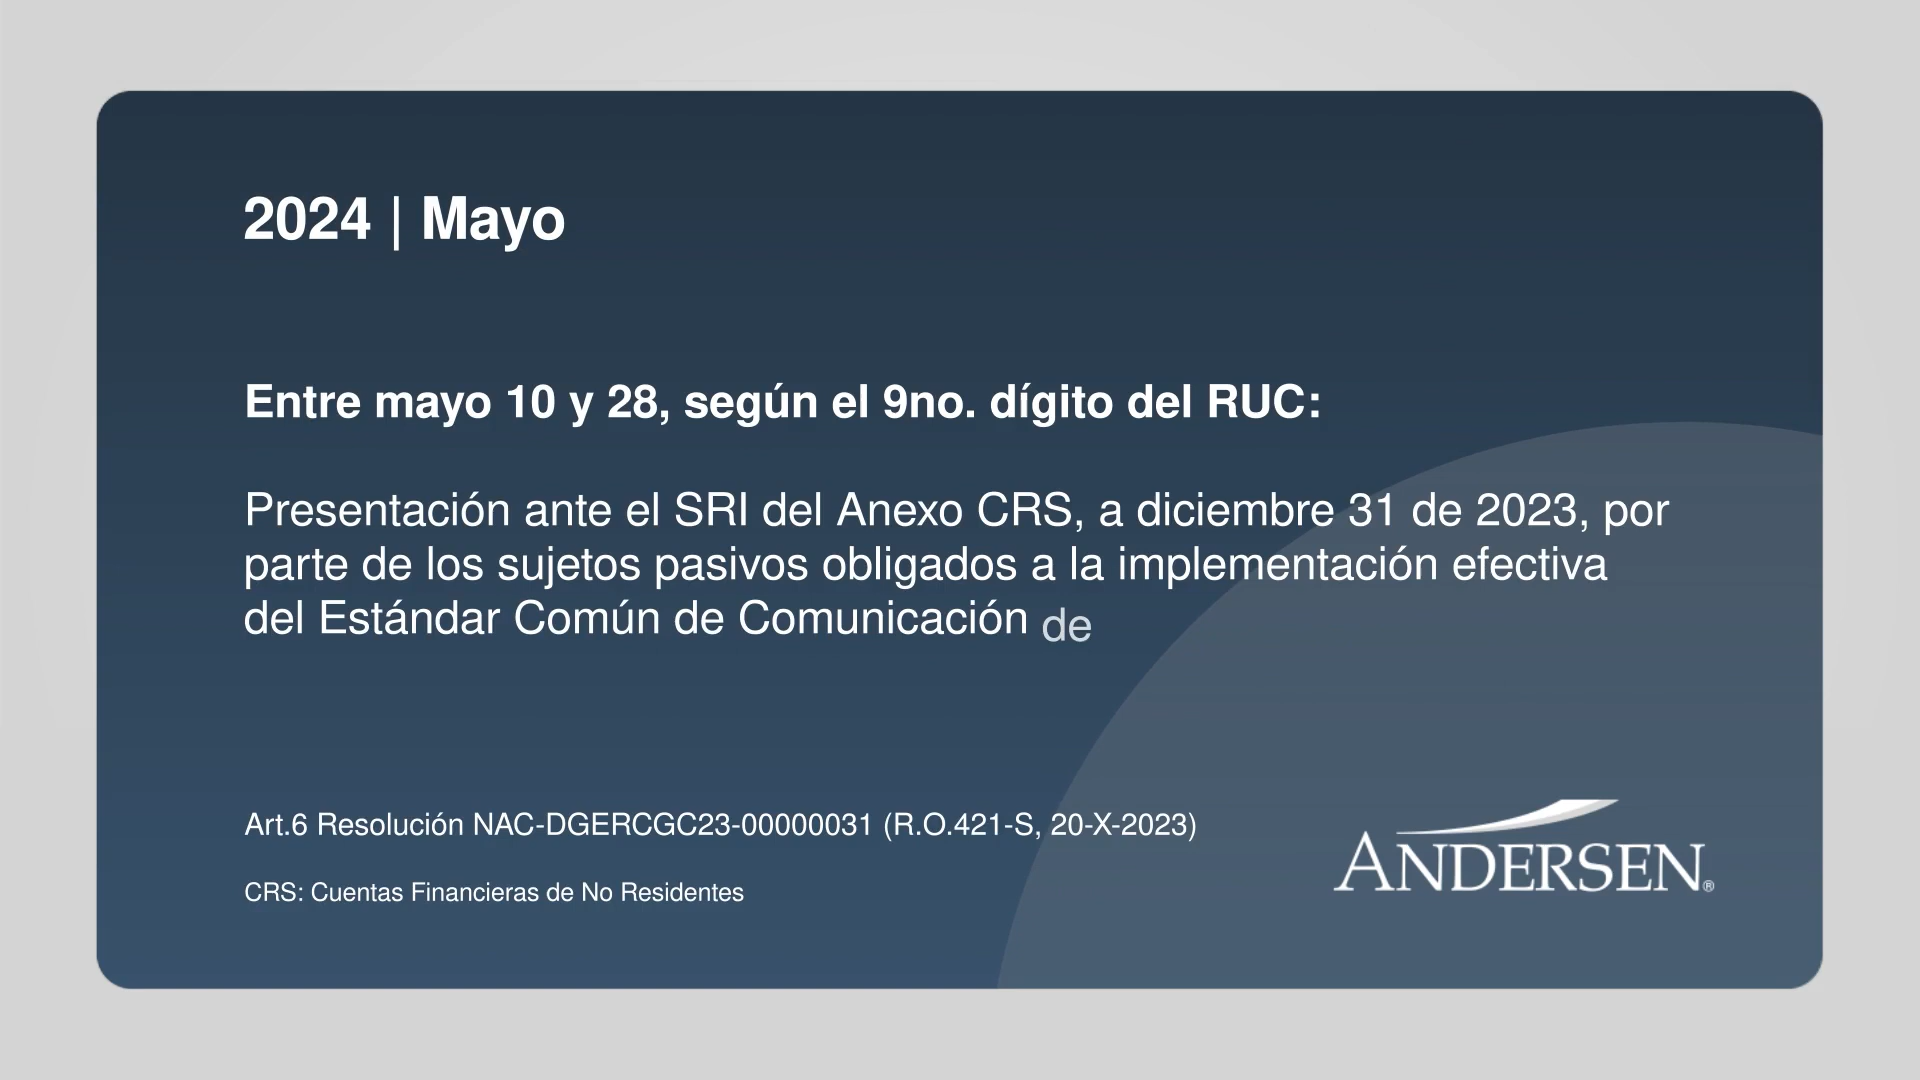 2024 | Mayo
Entre mayo 10 y 28, según el 9no. dígito del RUC:
Presentación ante el SRI del Anexo CRS, a diciembre 31 de 2023, por
parte de los sujetos pasivos obligados a la implementación efectiva
del Estándar Común de Comunicación de
Art.6 Resolución NAC-DGERCGC23-00000031 (R.O.421-S, 20-X-2023)
CRS: Cuentas Financieras de No Residentes
ANDERSEN®